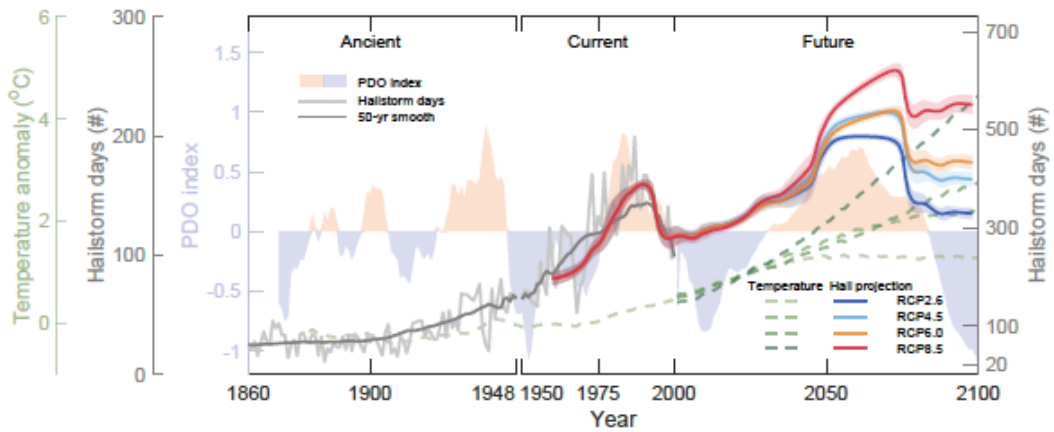 Ancient
Current
Future
PDO index
Hailstorm days
50-yr smooth
Temperature Hail projection
RCP2.6
RCP4.5
RCP6.0
RCP8.5
Temperature anomaly (°C)
6
4
2
0
Hailstorm days (#)
300
200
100
0
PDO index
1.5
1
0.5
0
-0.5
-1
Hailstorm days (#)
700
500
300
100
20
1860 1900 1948 1950 1975 2000 2050 2100
Year